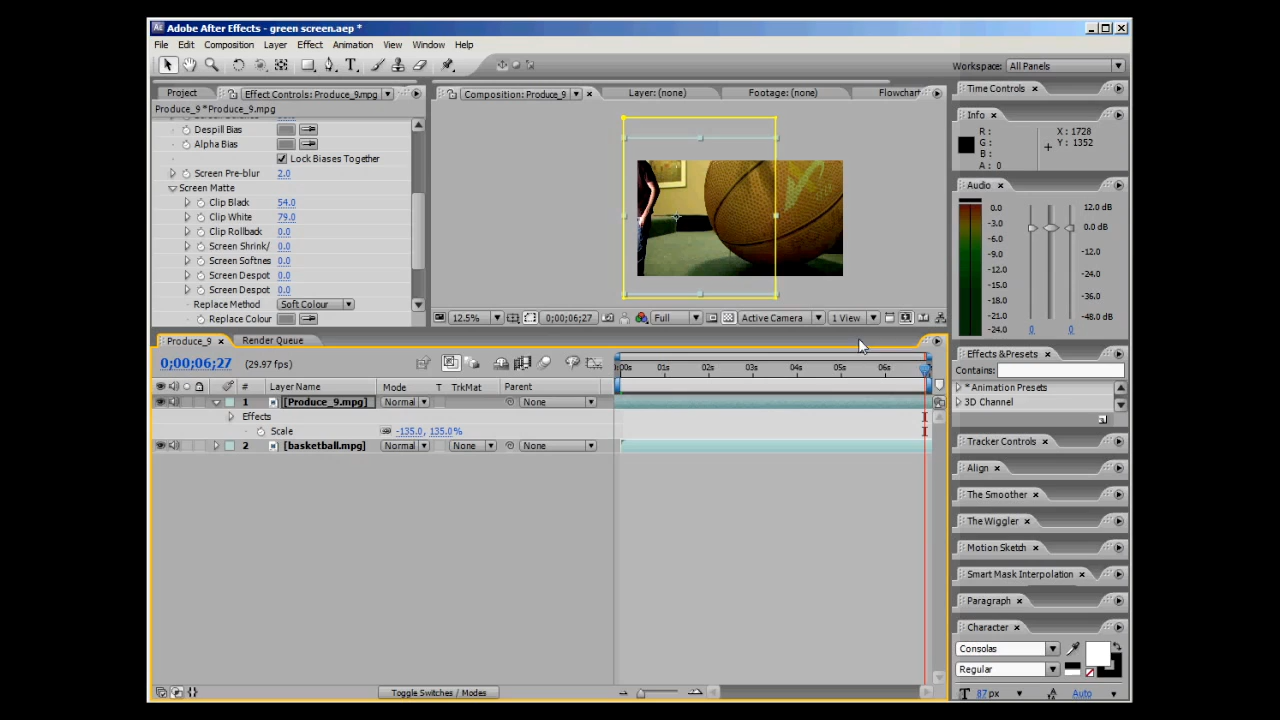 Adobe After Effects - green screen.aep *
File Edit Composition Layer Effect Animation View Window Help
Workspace: All Panels
Project Effect Controls: Produce_9.mpg Composition: Produce_9 Layer: (none) Footage: (none) Flowchart
Time Controls
Produce_9 * Produce_9.mpg
Despill Bias
Alpha Bias
Lock Biases Together
Screen Pre-blur 2.0
Screen Matte
Clip Black 54.0
Clip White 79.0
Clip Rollback 0.0
Screen Shrink/ 0.0
Screen Softnes 0.0
Screen Despot 0.0
Screen Despot 0.0
Replace Method Soft Colour
Replace Colour
12.5% 0;00;06;27 Full Active Camera 1 View
Info
R :
G :
B :
A : 0
X : 1728
Y : 1352
Audio
0.0
-3.0
-6.0
-9.0
-12.0
-15.0
-18.0
-21.0
-24.0
12.0 dB
0.0 dB
-12.0
-24.0
-36.0
-48.0 dB
0 0
Produce_9 Render Queue
0;00;06;27 (29.97 fps)
:00s 01s 02s 03s 04s 05s 06s
# Layer Name Mode T TrkMat Parent
1 [Produce_9.mpg] Normal None
Effects
Scale -135.0, 135.0%
2 [basketball.mpg] Normal None None
Toggle Switches / Modes
Effects & Presets
Contains:
* Animation Presets
3D Channel
Tracker Controls
Align
The Smoother
The Wiggler
Motion Sketch
Smart Mask Interpolation
Paragraph
Character
Consolas
Regular
87 px Auto